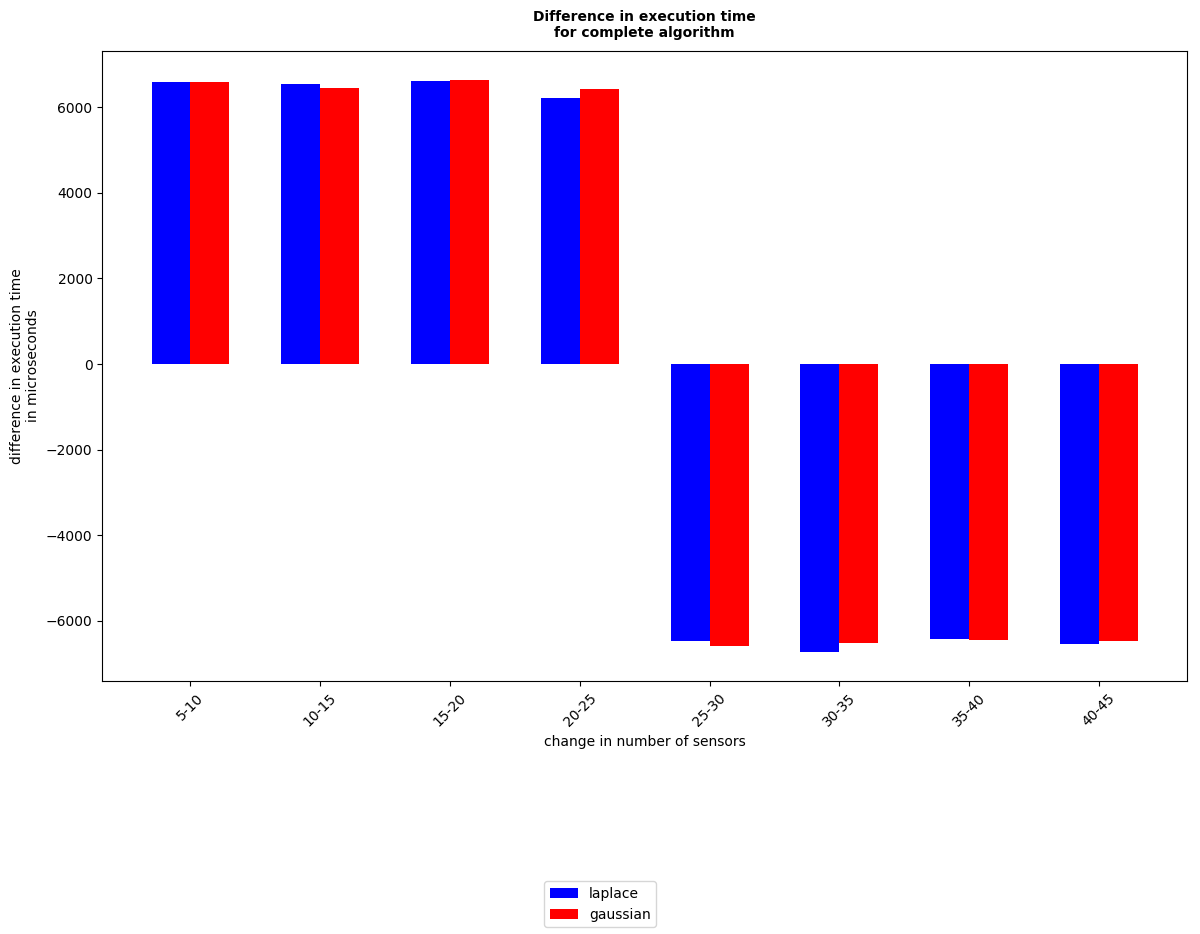 Difference in execution time
for complete algorithm
difference in execution time
in microseconds
6000
4000
2000
0
−2000
−4000
−6000
5-10
10-15
15-20
20-25
25-30
30-35
35-40
40-45
change in number of sensors
laplace
gaussian